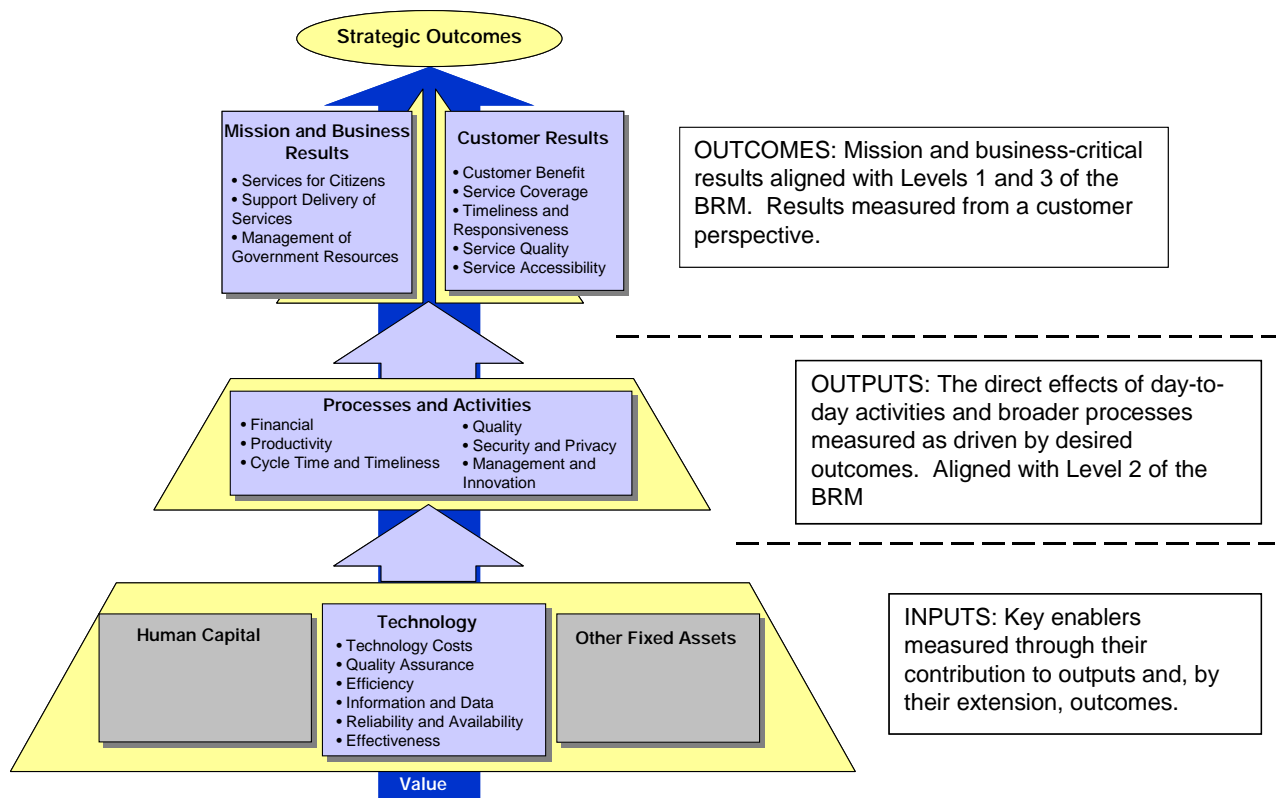 Strategic Outcomes
Mission and Business
Results
• Services for Citizens
• Support Delivery of
Services
• Management of
Government Resources
Customer Results
• Customer Benefit
• Service Coverage
• Timeliness and
Responsiveness
• Service Quality
• Service Accessibility
OUTCOMES: Mission and business-critical
results aligned with Levels 1 and 3 of the
BRM.  Results measured from a customer
perspective.
Processes and Activities
• Financial
• Productivity
• Cycle Time and Timeliness
• Quality
• Security and Privacy
• Management and
Innovation
OUTPUTS: The direct effects of day-to-
day activities and broader processes
measured as driven by desired
outcomes.  Aligned with Level 2 of the
BRM
Human Capital
Technology
• Technology Costs
• Quality Assurance
• Efficiency
• Information and Data
• Reliability and Availability
• Effectiveness
Other Fixed Assets
INPUTS: Key enablers
measured through their
contribution to outputs and, by
their extension, outcomes.
Value